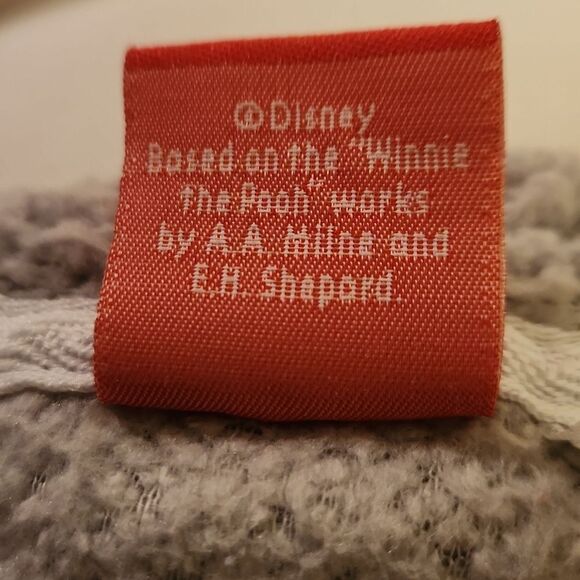 ©Disney
Based on the "Winnie
the Pooh" works
by A.A. Milne and
E.H. Shepard.